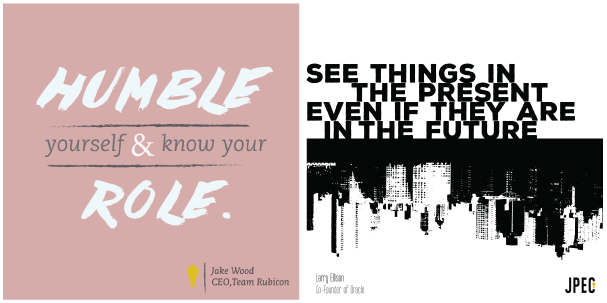 HUMBLE
yourself & know your
ROLE.
Jake Wood
CEO,Team Rubicon
SEE THINGS IN
THE PRESENT
EVEN IF THEY ARE
IN THE FUTURE
Larry Ellison
Co-Founder of Oracle
JPEC